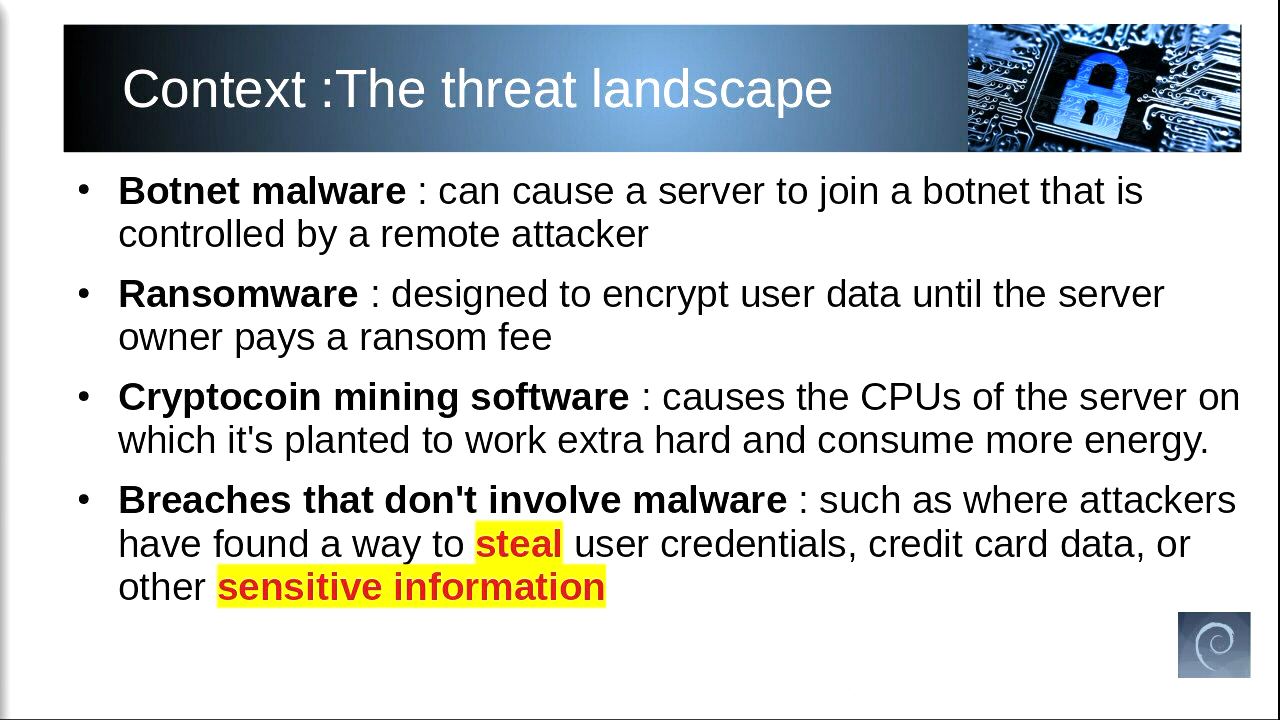 Context :The threat landscape
• Botnet malware : can cause a server to join a botnet that is
controlled by a remote attacker
• Ransomware : designed to encrypt user data until the server
owner pays a ransom fee
• Cryptocoin mining software : causes the CPUs of the server on
which it's planted to work extra hard and consume more energy.
• Breaches that don't involve malware : such as where attackers
have found a way to steal user credentials, credit card data, or
other sensitive information